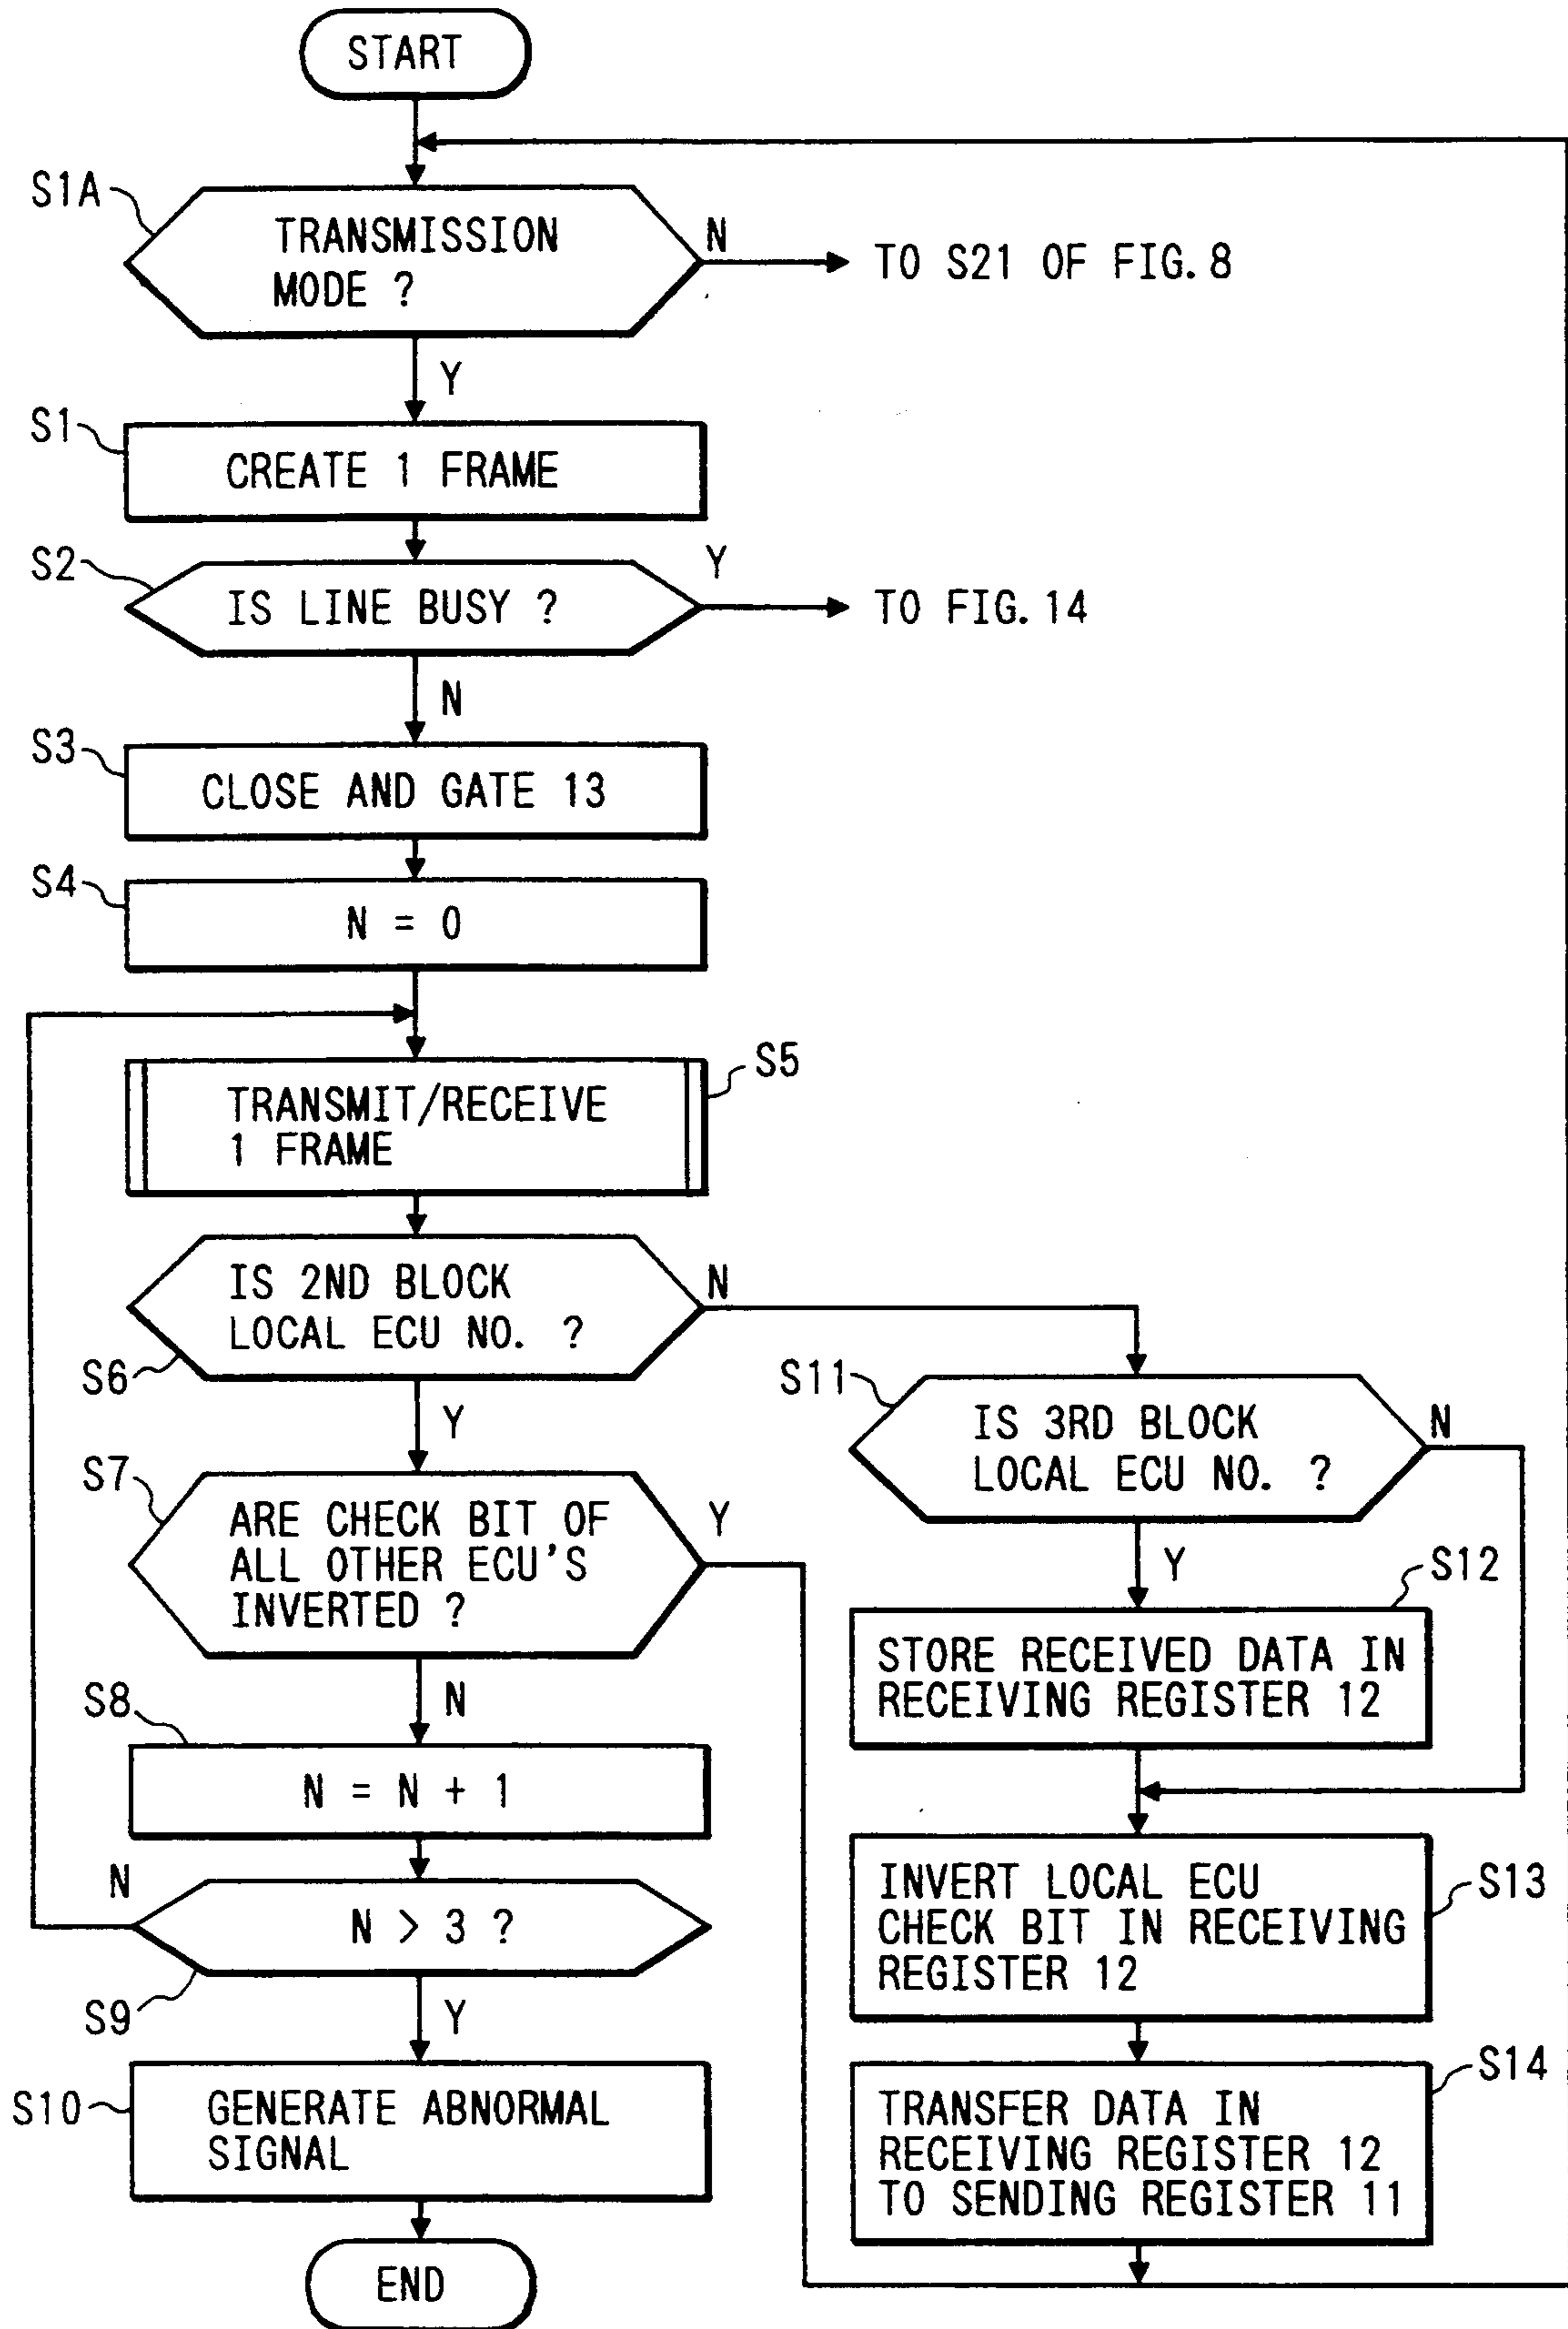 START
S1A
TRANSMISSION
MODE ?
N
TO S21 OF FIG. 8
Y
S1
CREATE 1 FRAME
S2
IS LINE BUSY ?
Y
TO FIG. 14
N
S3
CLOSE AND GATE 13
S4
N = 0
TRANSMIT/RECEIVE
1 FRAME
S5
IS 2ND BLOCK
LOCAL ECU NO. ?
N
S6
Y
S11
IS 3RD BLOCK
LOCAL ECU NO. ?
N
Y
S7
ARE CHECK BIT OF
ALL OTHER ECU'S
INVERTED ?
Y
N
S12
STORE RECEIVED DATA IN
RECEIVING REGISTER 12
S8
N = N + 1
N
N > 3 ?
S9
Y
S13
INVERT LOCAL ECU
CHECK BIT IN RECEIVING
REGISTER 12
S10
GENERATE ABNORMAL
SIGNAL
S14
TRANSFER DATA IN
RECEIVING REGISTER 12
TO SENDING REGISTER 11
END